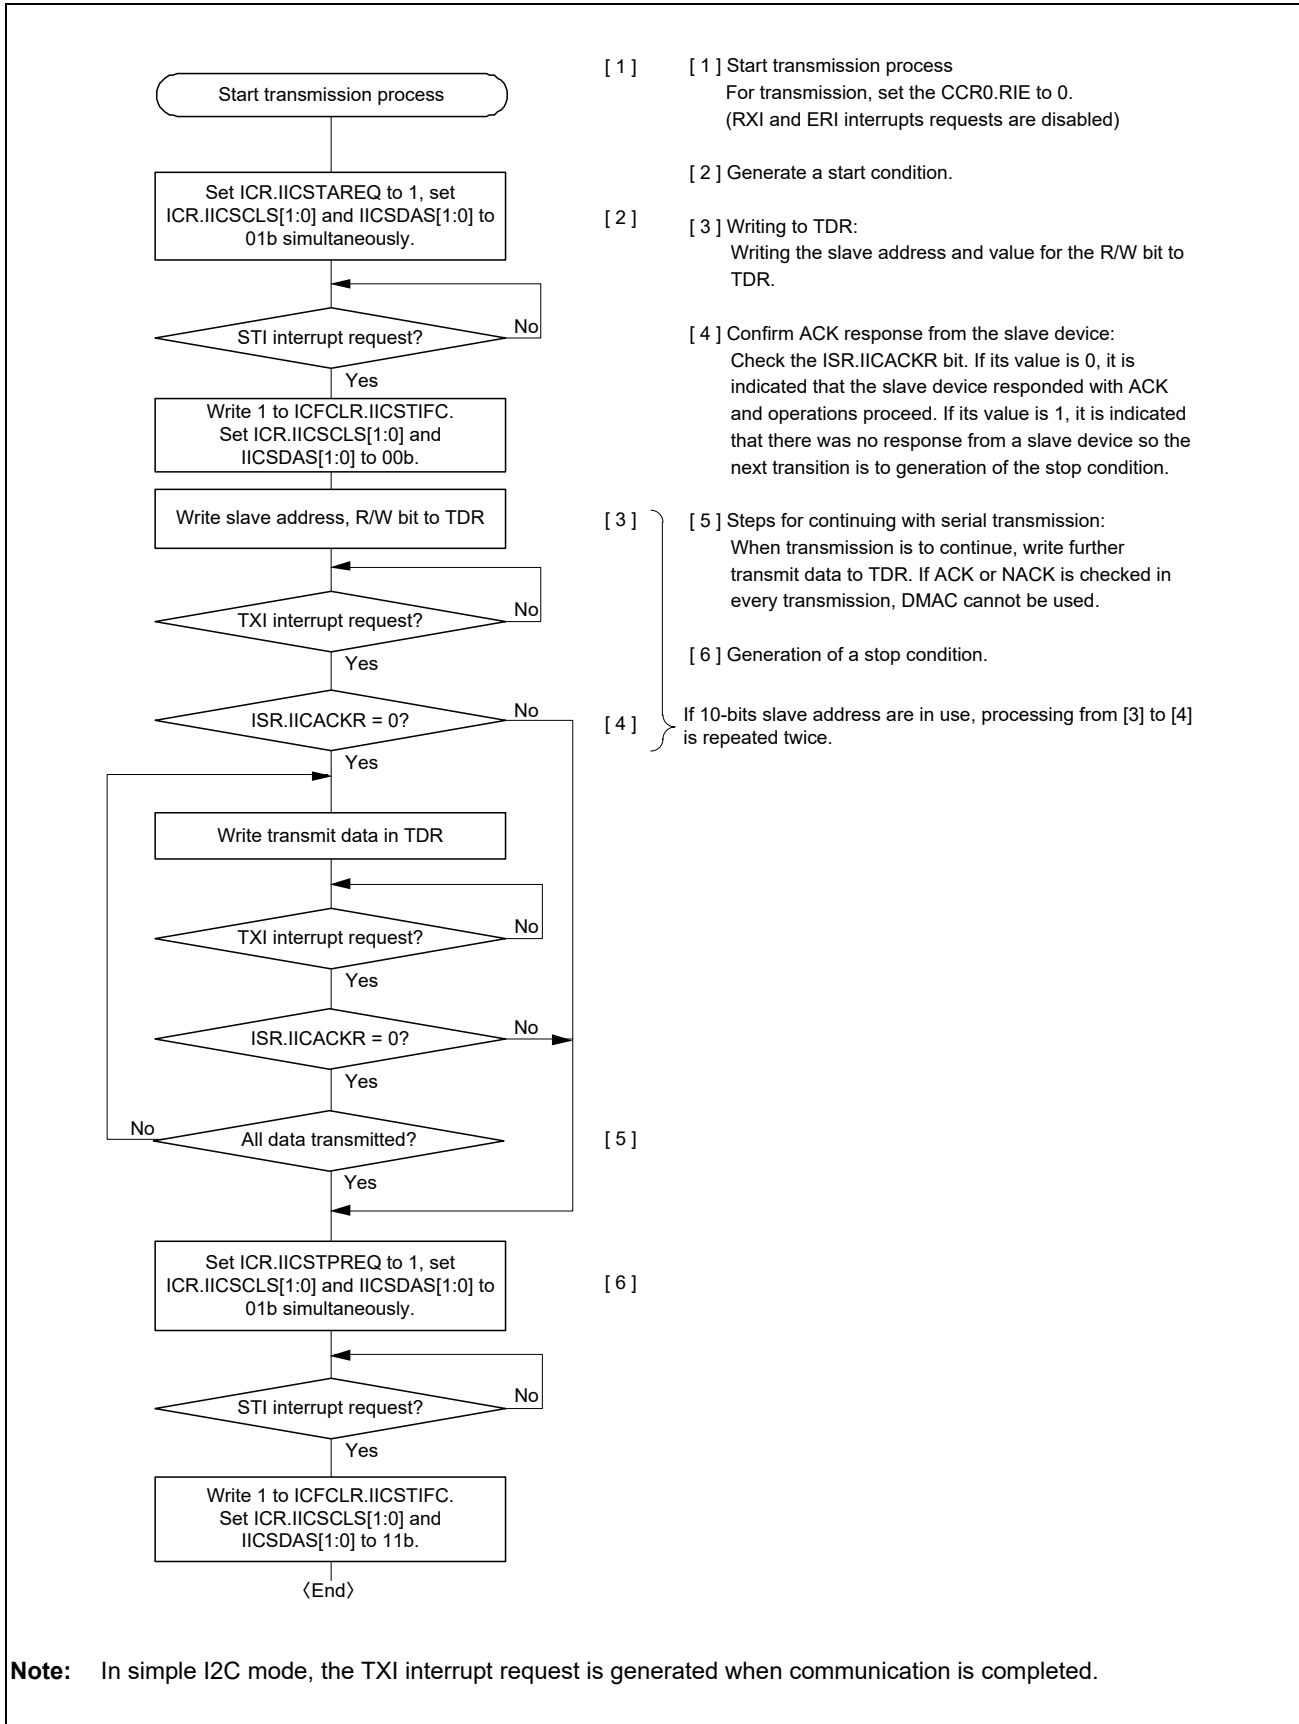 Start transmission process
Set ICR.IICSTAREQ to 1, set
ICR.IICSCLS[1:0] and IICSDAS[1:0] to
01b simultaneously.
STI interrupt request?
No
Yes
Write 1 to ICFCLR.IICSTIFC.
Set ICR.IICSCLS[1:0] and
IICSDAS[1:0] to 00b.
Write slave address, R/W bit to TDR
TXI interrupt request?
No
Yes
ISR.IICACKR = 0?
No
Yes
Write transmit data in TDR
TXI interrupt request?
No
Yes
ISR.IICACKR = 0?
No
Yes
All data transmitted?
No
Yes
Set ICR.IICSTPREQ to 1, set
ICR.IICSCLS[1:0] and IICSDAS[1:0] to
01b simultaneously.
STI interrupt request?
No
Yes
Write 1 to ICFCLR.IICSTIFC.
Set ICR.IICSCLS[1:0] and
IICSDAS[1:0] to 11b.
〈End〉
[ 1 ]
[ 2 ]
[ 3 ]
[ 4 ]
[ 5 ]
[ 6 ]
[ 1 ] Start transmission process
For transmission, set the CCR0.RIE to 0.
(RXI and ERI interrupts requests are disabled)
[ 2 ] Generate a start condition.
[ 3 ] Writing to TDR:
Writing the slave address and value for the R/W bit to
TDR.
[ 4 ] Confirm ACK response from the slave device:
Check the ISR.IICACKR bit. If its value is 0, it is
indicated that the slave device responded with ACK
and operations proceed. If its value is 1, it is indicated
that there was no response from a slave device so the
next transition is to generation of the stop condition.
[ 5 ] Steps for continuing with serial transmission:
When transmission is to continue, write further
transmit data to TDR. If ACK or NACK is checked in
every transmission, DMAC cannot be used.
[ 6 ] Generation of a stop condition.
If 10-bits slave address are in use, processing from [3] to [4]
is repeated twice.
Note: In simple I2C mode, the TXI interrupt request is generated when communication is completed.